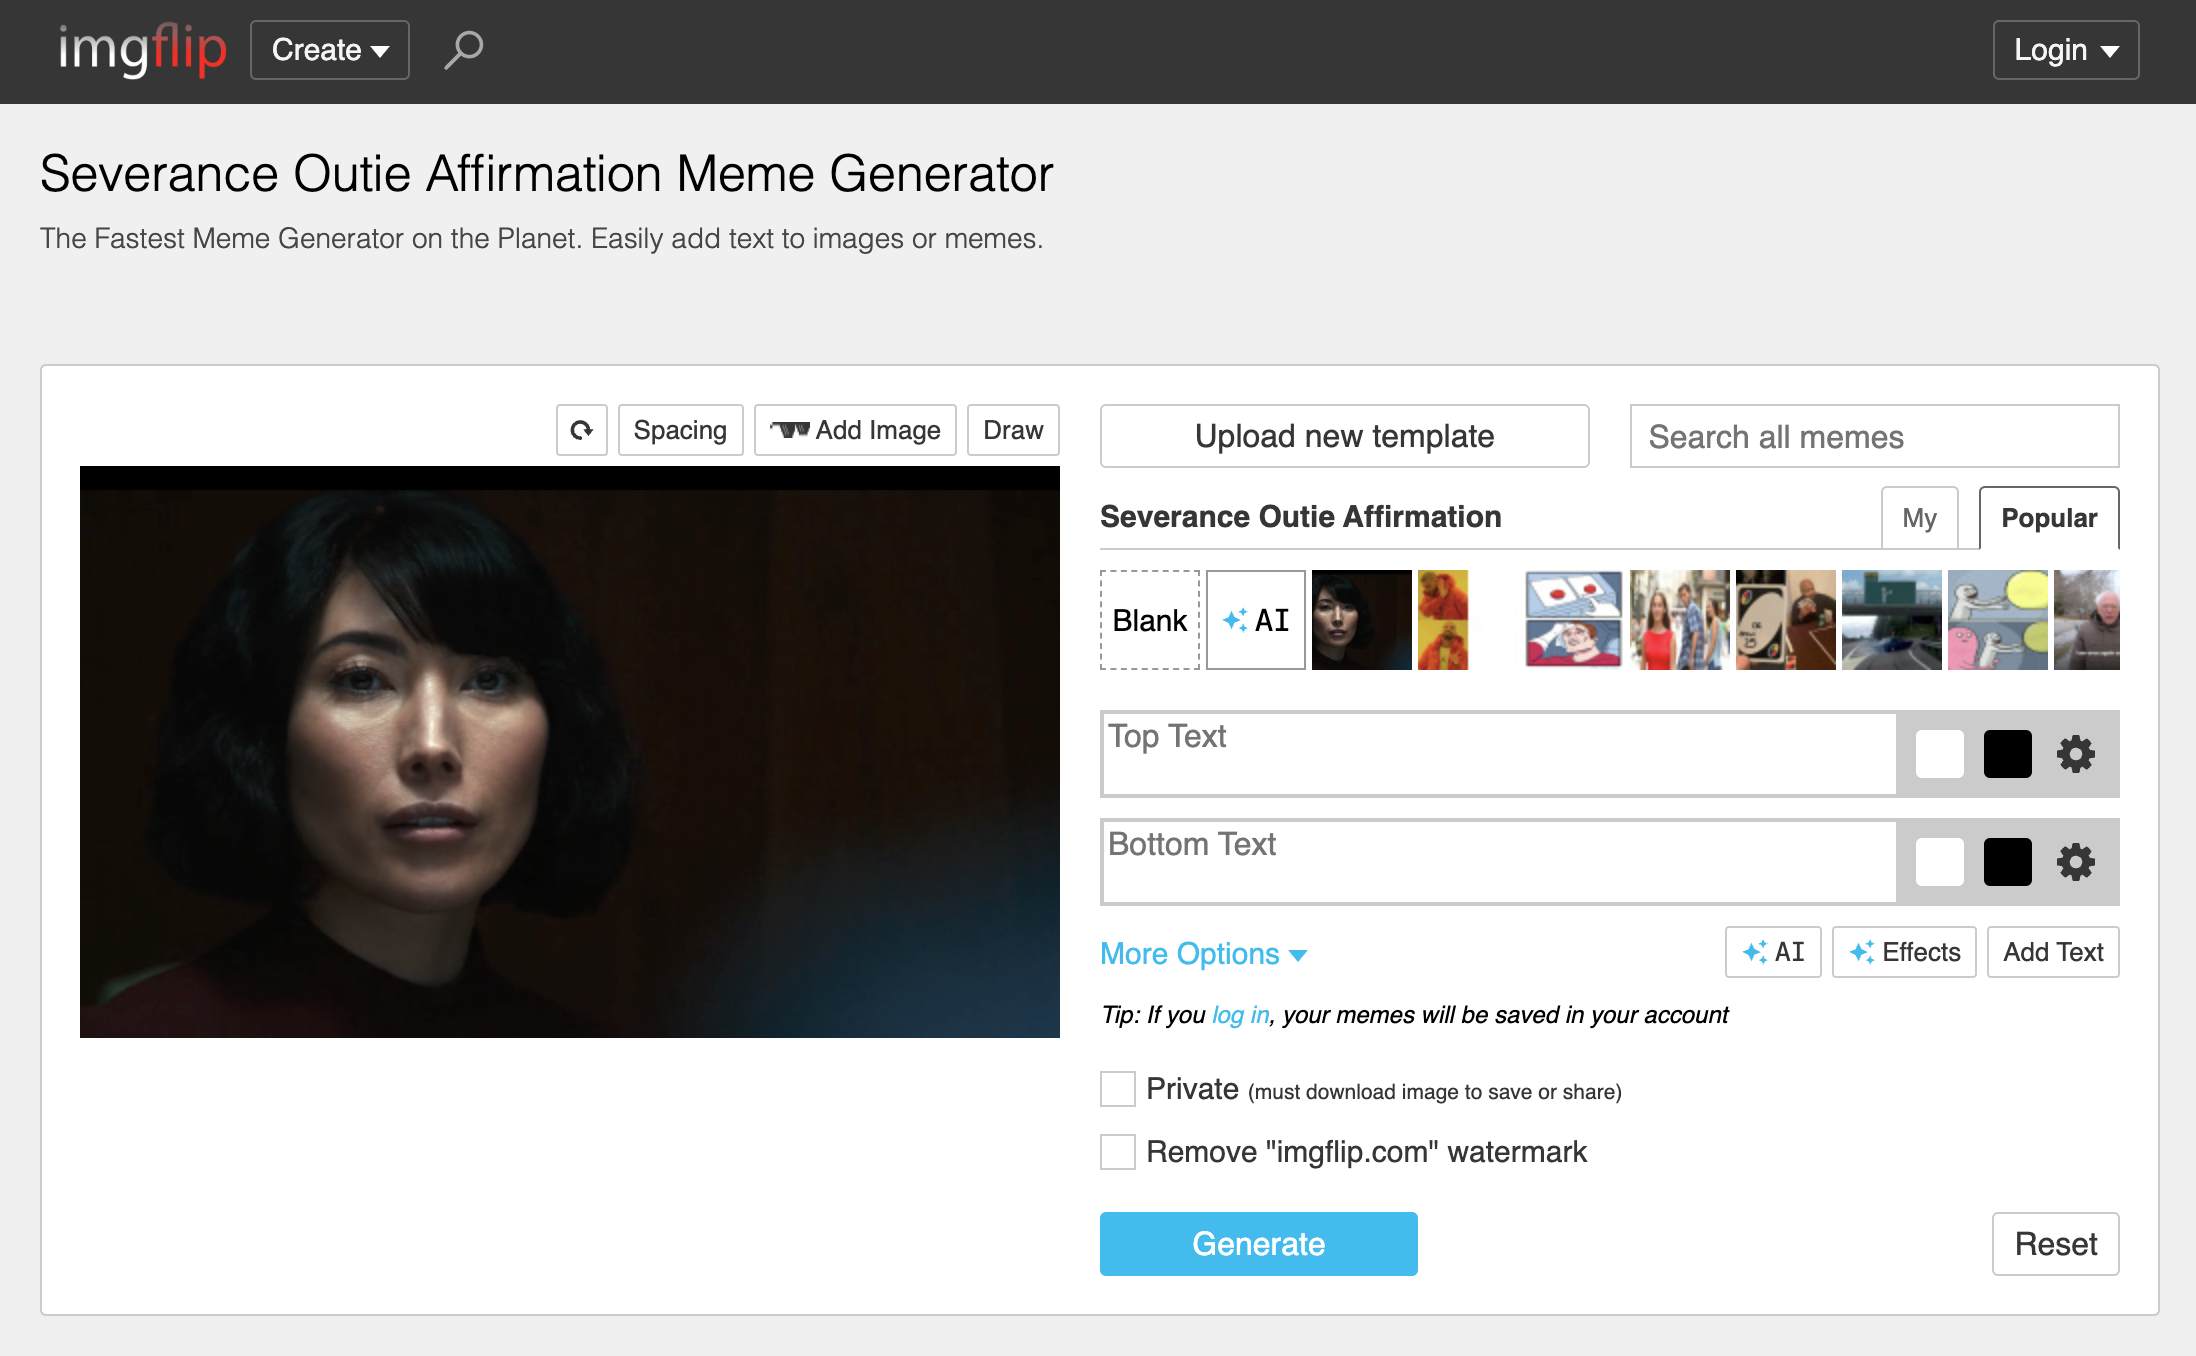 imgflip
Create
Login
Severance Outie Affirmation Meme Generator
The Fastest Meme Generator on the Planet. Easily add text to images or memes.
Spacing
Add Image
Draw
Upload new template
Search all memes
Severance Outie Affirmation
My
Popular
Blank
AI
Top Text
Bottom Text
More Options
AI
Effects
Add Text
Tip: If you log in, your memes will be saved in your account
Private (must download image to save or share)
Remove "imgflip.com" watermark
Generate
Reset